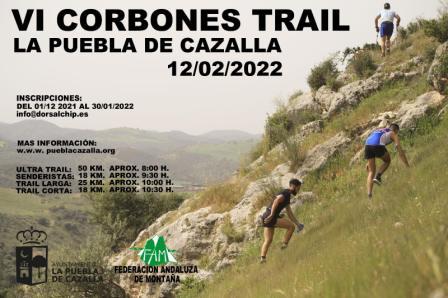 VI CORBONES TRAIL
LA PUEBLA DE CAZALLA
12/02/2022
INSCRIPCIONES:
DEL 01/12 2021 AL 30/01/2022
info@dorsalchip.es
MAS INFORMACIÓN:
www. pueblacazalla.org
ULTRA TRAIL: 50 KM. APROX. 8:00 H.
SENDERISTAS: 18 KM. APROX. 9:30 H.
TRAIL LARGA: 25 KM. APROX. 10:00 H.
TRAIL CORTA: 18 KM. APROX. 10:30 H.
AYUNTAMIENTO DE
LA PUEBLA
DE CAZALLA
FAM
FEDERACIÓN ANDALUZA
DE MONTAÑA